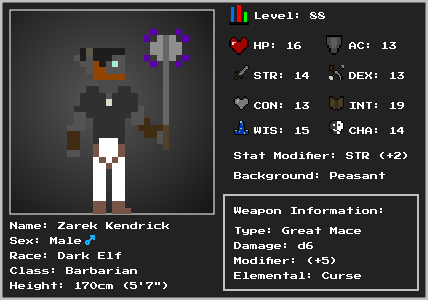 Level: 88
HP: 16 AC: 13
STR: 14 DEX: 13
CON: 13 INT: 19
WIS: 15 CHA: 14
Stat Modifier: STR (+2)
Background: Peasant
Name: Zarek Kendrick
Sex: Male♂
Race: Dark Elf
Class: Barbarian
Height: 170cm (5'7")
Weapon Information:
Type: Great Mace
Damage: d6
Modifier: (+5)
Elemental: Curse